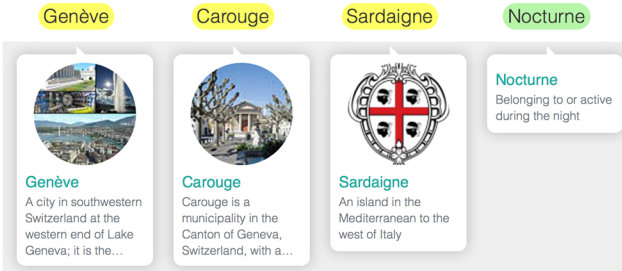 Genève
Carouge
Sardaigne
Nocturne
Genève
A city in southwestern
Switzerland at the
western end of Lake
Geneva; it is the...
Carouge
Carouge is a
municipality in the
Canton of Geneva,
Switzerland, with a...
Sardaigne
An island in the
Mediterranean to the
west of Italy
Nocturne
Belonging to or active
during the night